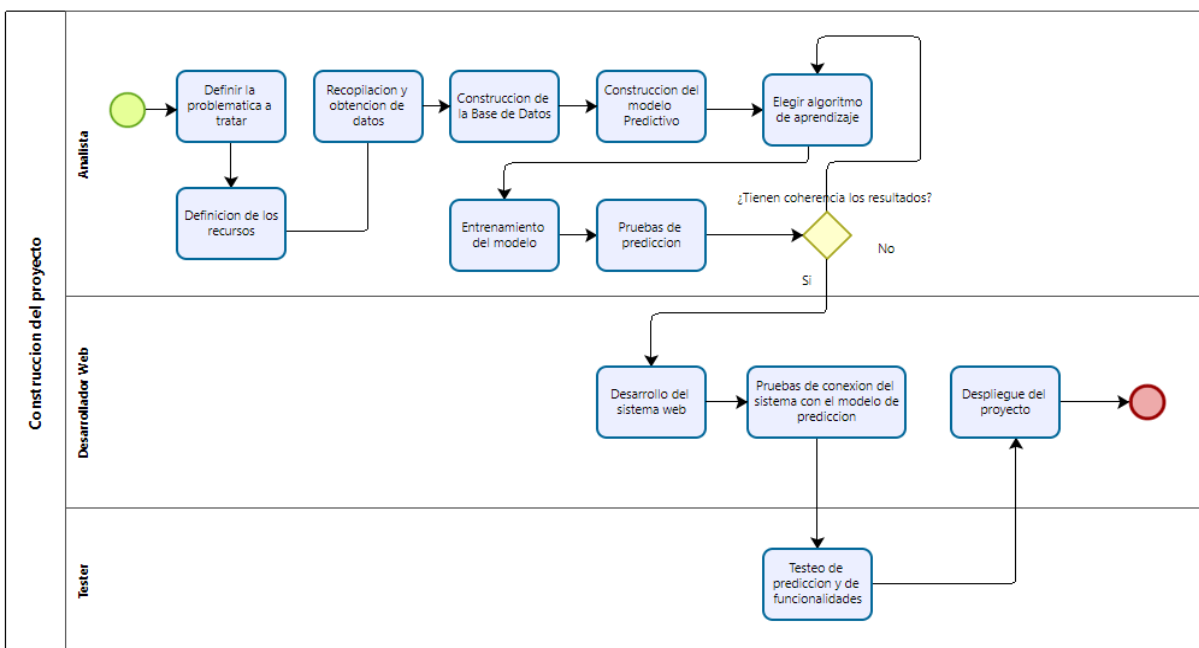 Construccion del proyecto
Analista
Definir la
problematica a
tratar
Definicion de los
recursos
Recopilacion y
obtencion de
datos
Construccion de
la Base de Datos
Construccion del
modelo
Predictivo
Elegir algoritmo
de aprendizaje
Entrenamiento
del modelo
Pruebas de
prediccion
¿Tienen coherencia los resultados?
No
Si
Desarrollador Web
Desarrollo del
sistema web
Pruebas de conexion del
sistema con el modelo de
prediccion
Despliegue del
proyecto
Tester
Testeo de
prediccion y de
funcionalidades